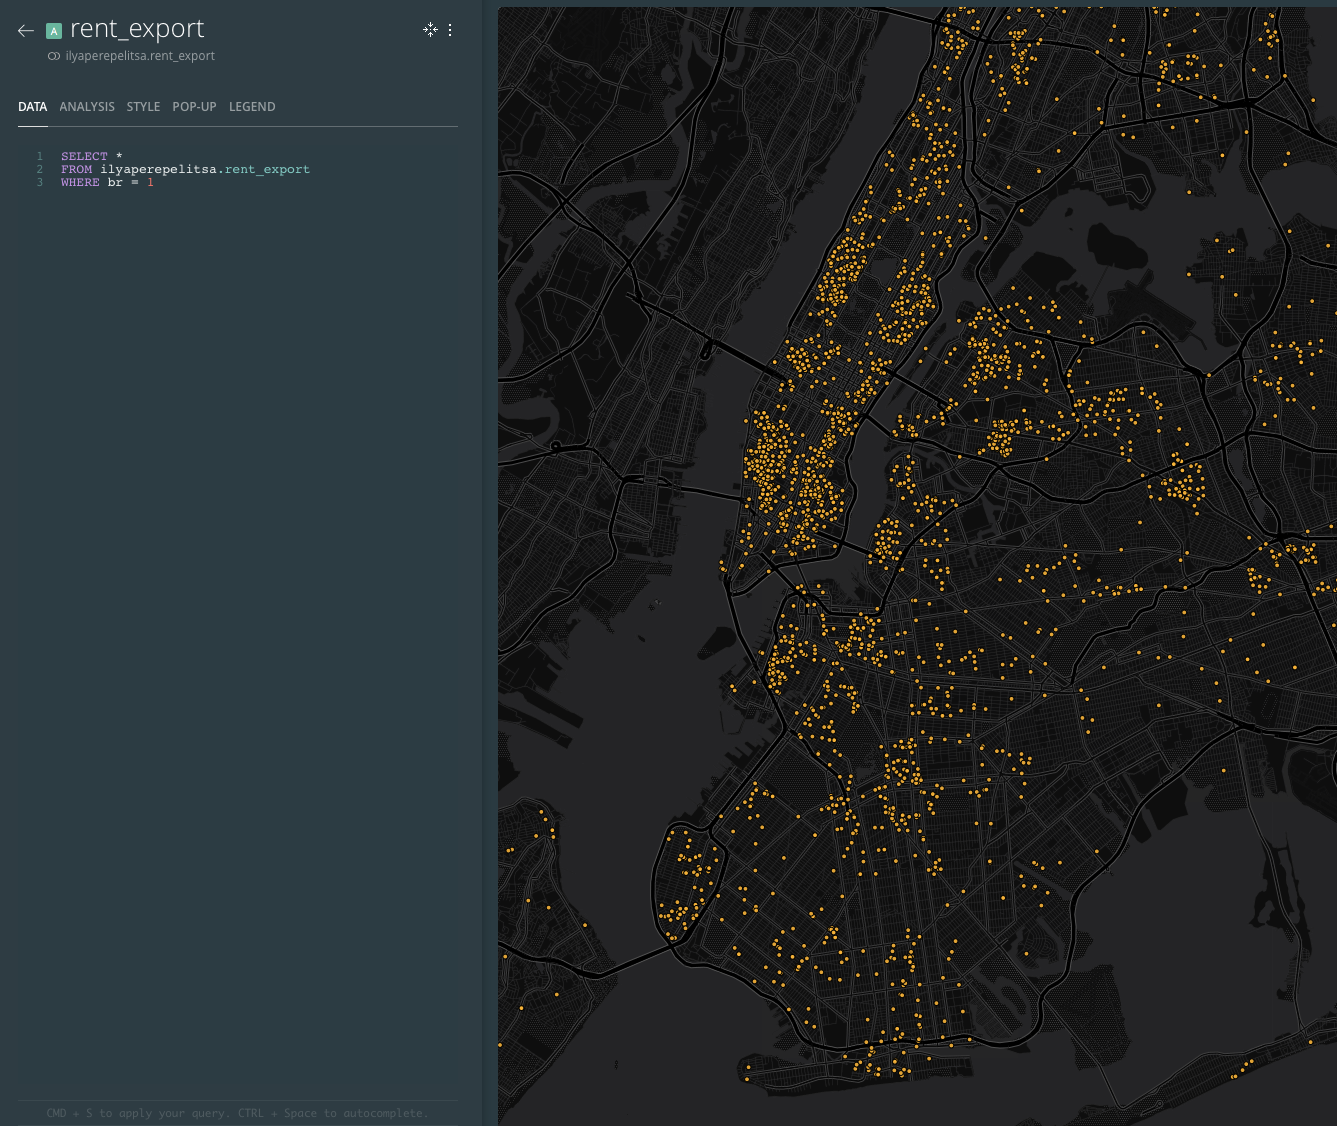 A rent_export
ilyaperepelitsa.rent_export
DATA ANALYSIS STYLE POP-UP LEGEND
1 SELECT *
2 FROM ilyaperepelitsa.rent_export
3 WHERE br = 1
CMD + S to apply your query. CTRL + Space to autocomplete.